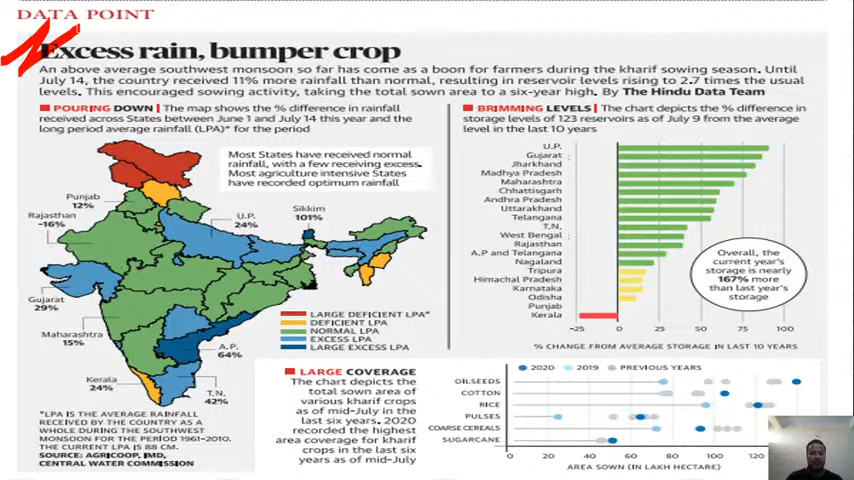 DATA POINT
Excess rain, bumper crop
An above average southwest monsoon so far has come as a boon for farmers during the kharif sowing season. Until
July 14, the country received 11% more rainfall than normal, resulting in reservoir levels rising to 2.7 times the usual
levels. This encouraged sowing activity, taking the total sown area to a six-year high. By The Hindu Data Team
POURING DOWN | The map shows the % difference in rainfall
received across States between June 1 and July 14 this year and the
long period average rainfall (LPA)* for the period
Most States have received normal
rainfall, with a few receiving excess.
Most agriculture intensive States
have recorded optimum rainfall
Punjab
12%
Rajasthan
-16%
U.P.
24%
Sikkim
101%
Gujarat
29%
Maharashtra
15%
A.P.
64%
Kerala
24%
T.N.
42%
LARGE DEFICIENT LPA*
DEFICIENT LPA
NORMAL LPA
EXCESS LPA
LARGE EXCESS LPA
*LPA IS THE AVERAGE RAINFALL
RECEIVED BY THE COUNTRY AS A
WHOLE DURING THE SOUTHWEST
MONSOON FOR THE PERIOD 1961-2010.
THE CURRENT LPA IS 88 CM.
SOURCE: AGRICOOP, IMD,
CENTRAL WATER COMMISSION
BRIMMING LEVELS | The chart depicts the % difference in
storage levels of 123 reservoirs as of July 9 from the average
level in the last 10 years
U.P.
Gujarat
Jharkhand
Madhya Pradesh
Maharashtra
Chhattisgarh
Andhra Pradesh
Uttarakhand
Telangana
T.N.
West Bengal
Rajasthan
A.P and Telangana
Nagaland
Tripura
Himachal Pradesh
Karnataka
Odisha
Punjab
Kerala
Overall, the
current year's
storage is nearly
167% more
than last year's
storage
-25 0 25 50 75 100
% CHANGE FROM AVERAGE STORAGE IN LAST 10 YEARS
LARGE COVERAGE
The chart depicts the
total sown area of
various kharif crops
as of mid-July in the
last six years. 2020
recorded the highest
area coverage for kharif
crops in the last six
years as of mid-July
2020 2019 PREVIOUS YEARS
OILSEEDS
COTTON
RICE
PULSES
COARSE CEREALS
SUGARCANE
0 20 40 60 80 100 120
AREA SOWN (IN LAKH HECTARE)